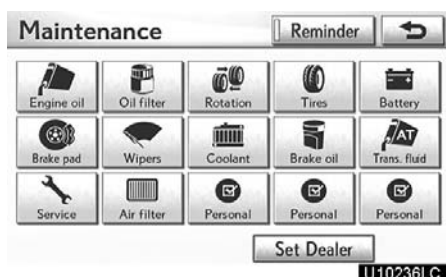 Maintenance Reminder
Engine oil Oil filter Rotation Tires Battery
AT
Brake pad Wipers Coolant Brake oil Trans. fluid
Service Air filter Personal Personal Personal
Set Dealer
U10236LC